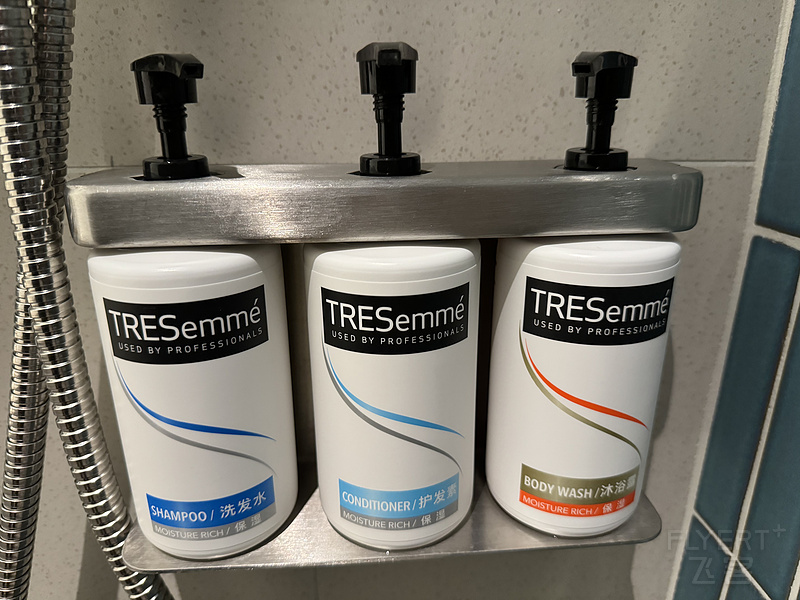 TRESemmé
USED BY PROFESSIONALS
SHAMPOO / 洗发水
MOISTURE RICH / 保湿
TRESemmé
USED BY PROFESSIONALS
CONDITIONER / 护发素
MOISTURE RICH / 保湿
TRESemmé
USED BY PROFESSIONALS
BODY WASH / 沐浴露
MOISTURE RICH / 保湿
FLYERT+
飞客